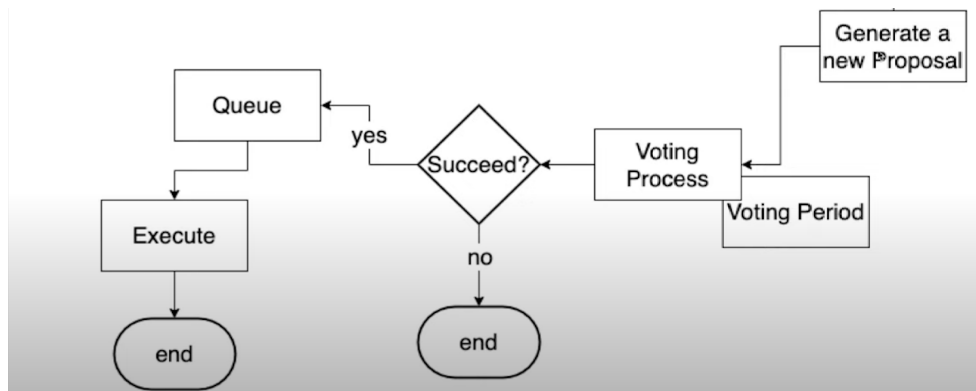 Generate a
new Proposal
Queue
yes
Succeed?
Voting
Process
Voting Period
Execute
no
end
end